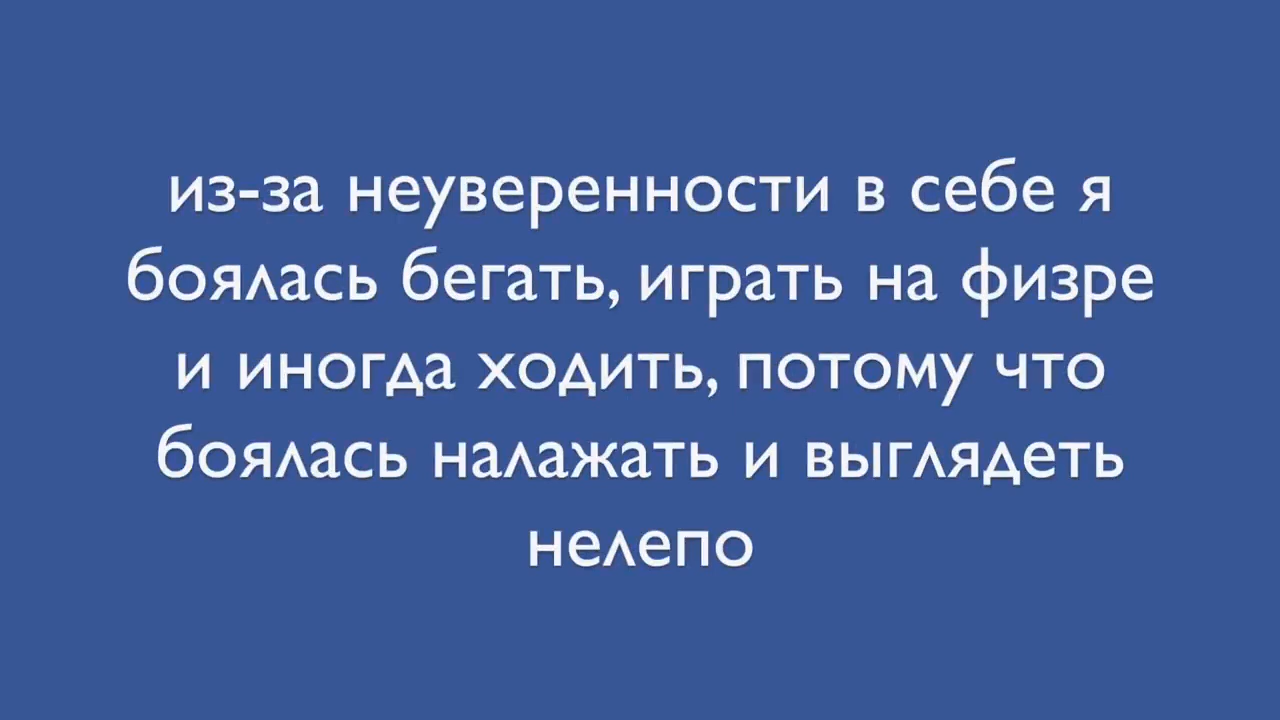 из-за неуверенности в себе я
боялась бегать, играть на физре
и иногда ходить, потому что
боялась налажать и выглядеть
нелепо